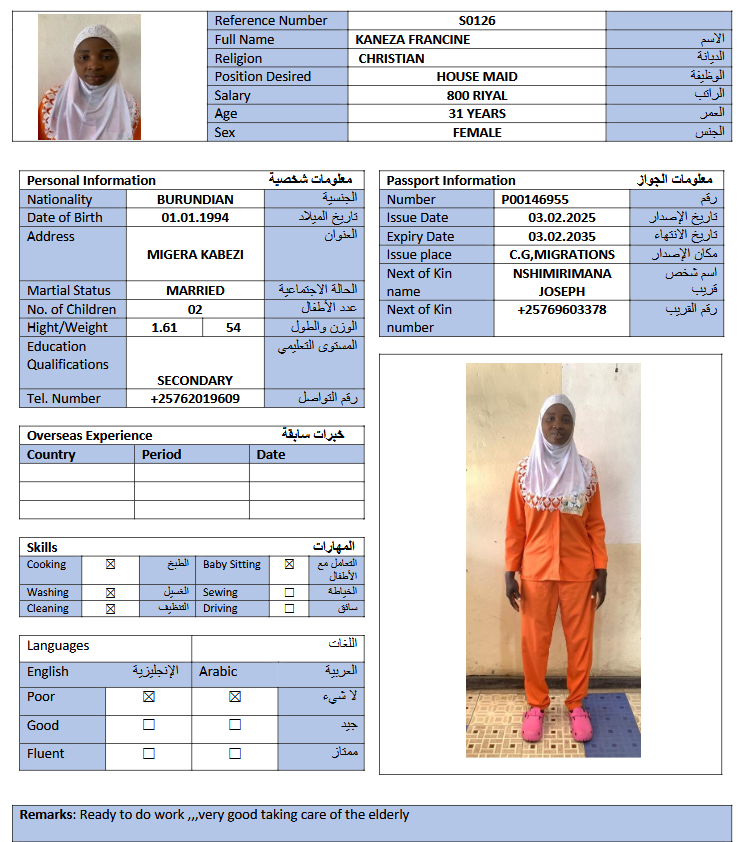 Reference Number S0126
Full Name KANEZA FRANCINE الاسم
Religion CHRISTIAN الديانة
Position Desired HOUSE MAID الوظيفة
Salary 800 RIYAL الراتب
Age 31 YEARS العمر
Sex FEMALE الجنس
Personal Information معلومات شخصية
Nationality BURUNDIAN الجنسية
Date of Birth 01.01.1994 تاريخ الميلاد
Address العنوان
MIGERA KABEZI
Martial Status MARRIED الحالة الاجتماعية
No. of Children 02 عدد الأطفال
Hight/Weight 1.61 54 الوزن والطول
Education المستوى التعليمي
Qualifications
SECONDARY
Tel. Number +25762019609 رقم التواصل
Passport Information معلومات الجواز
Number P00146955 رقم
Issue Date 03.02.2025 تاريخ الإصدار
Expiry Date 03.02.2035 تاريخ الانتهاء
Issue place C.G,MIGRATIONS مكان الإصدار
Next of Kin NSHIMIRIMANA اسم شخص
name JOSEPH قريب
Next of Kin +25769603378 رقم القريب
number
Overseas Experience خبرات سابقة
Country Period Date
Skills المهارات
Cooking ☒ الطبخ Baby Sitting ☒ التعامل مع
الأطفال
Washing ☒ الغسيل Sewing ☐ الخياطة
Cleaning ☒ التنظيف Driving ☐ سائق
Languages اللغات
English الإنجليزية Arabic العربية
Poor ☒ ☒ لا شيء
Good ☐ ☐ جيد
Fluent ☐ ☐ ممتاز
Remarks: Ready to do work ,,,very good taking care of the elderly